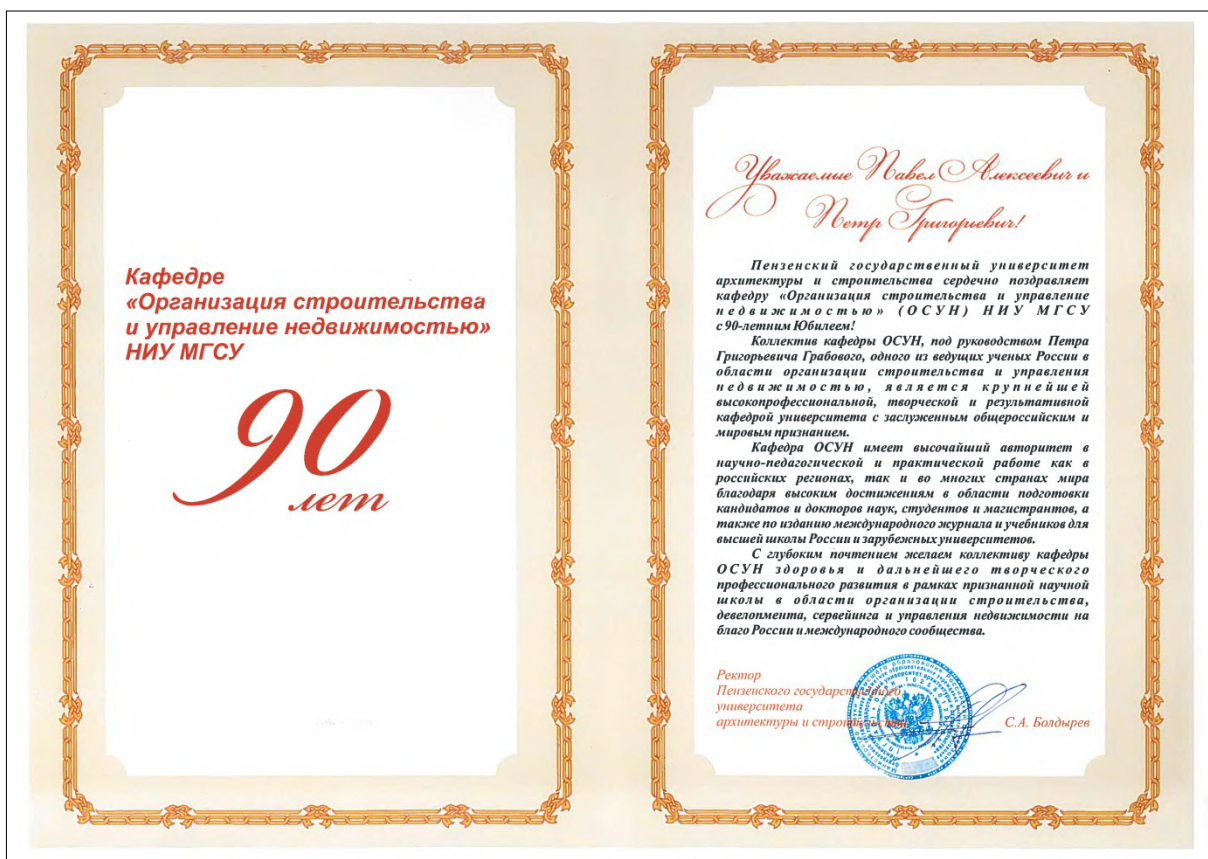 Кафедре
«Организация строительства
и управление недвижимостью»
НИУ МГСУ
90
лет
Уважаемые Павел Алексеевич и
Петр Григорьевич!
Пензенский государственный университет
архитектуры и строительства сердечно поздравляет
кафедру «Организация строительства и управление
недвижимостью» (ОСУН) НИУ МГСУ
с 90-летним Юбилеем!
Коллектив кафедры ОСУН, под руководством Петра
Григорьевича Грабового, одного из ведущих ученых России в
области организации строительства и управления
недвижимостью, является крупнейшей
высокопрофессиональной, творческой и результативной
кафедрой университета с заслуженным общероссийским и
мировым признанием.
Кафедра ОСУН имеет высочайший авторитет в
научно-педагогической и практической работе как в
российских регионах, так и во многих странах мира
благодаря высоким достижениям в области подготовки
кандидатов и докторов наук, студентов и магистрантов, а
также по изданию международного журнала и учебников для
высшей школы России и зарубежных университетов.
С глубоким почтением желаем коллективу кафедры
ОСУН здоровья и дальнейшего творческого
профессионального развития в рамках признанной научной
школы в области организации строительства,
девелопмента, сервейинга и управления недвижимости на
благо России и международного сообщества.
Ректор
Пензенского государственного
университета
архитектуры и строительства
С.А. Болдырев